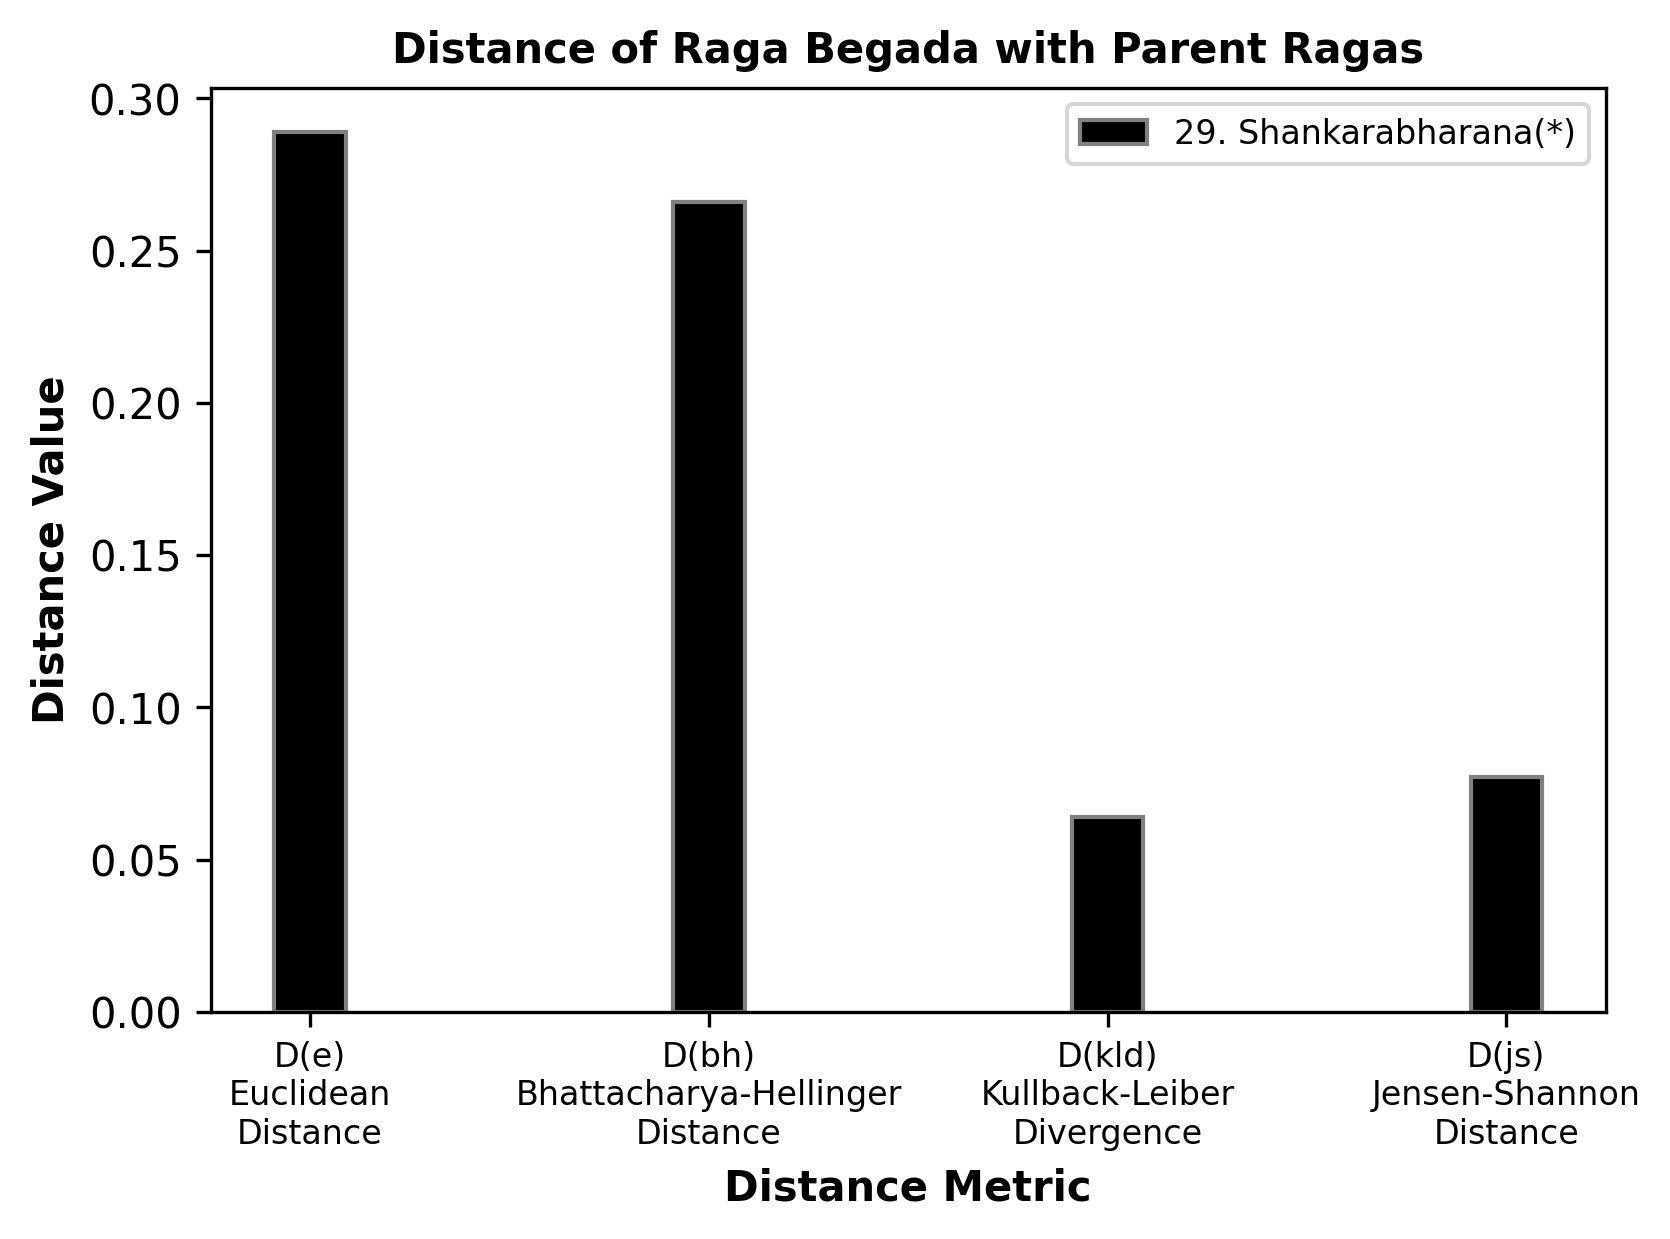 Distance of Raga Begada with Parent Ragas
29. Shankarabharana(*)
Distance Value
0.30
0.25
0.20
0.15
0.10
0.05
0.00
D(e)
Euclidean
Distance
D(bh)
Bhattacharya-Hellinger
Distance
D(kld)
Kullback-Leiber
Divergence
D(js)
Jensen-Shannon
Distance
Distance Metric